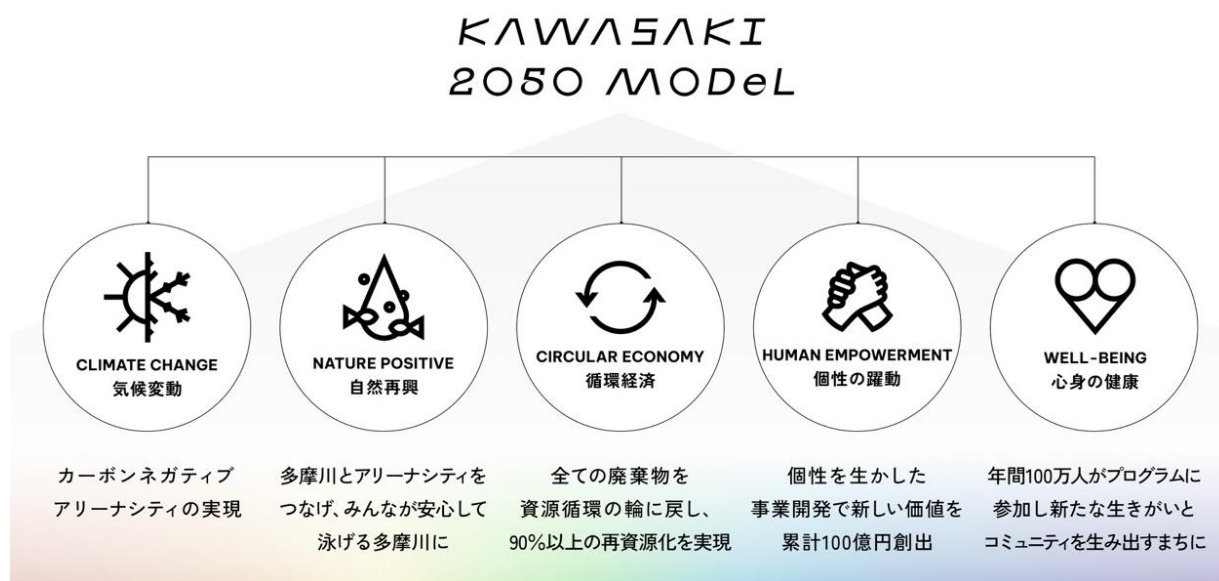 KAWASAKI
2050 MODeL
CLIMATE CHANGE
気候変動
カーボンネガティブ
アリーナシティの実現
NATURE POSITIVE
自然再興
多摩川とアリーナシティを
つなげ、みんなが安心して
泳げる多摩川に
CIRCULAR ECONOMY
循環経済
全ての廃棄物を
資源循環の輪に戻し、
90%以上の再資源化を実現
HUMAN EMPOWERMENT
個性の躍動
個性を生かした
事業開発で新しい価値を
累計100億円創出
WELL-BEING
心身の健康
年間100万人がプログラムに
参加し新たな生きがいと
コミュニティを生み出すまちに